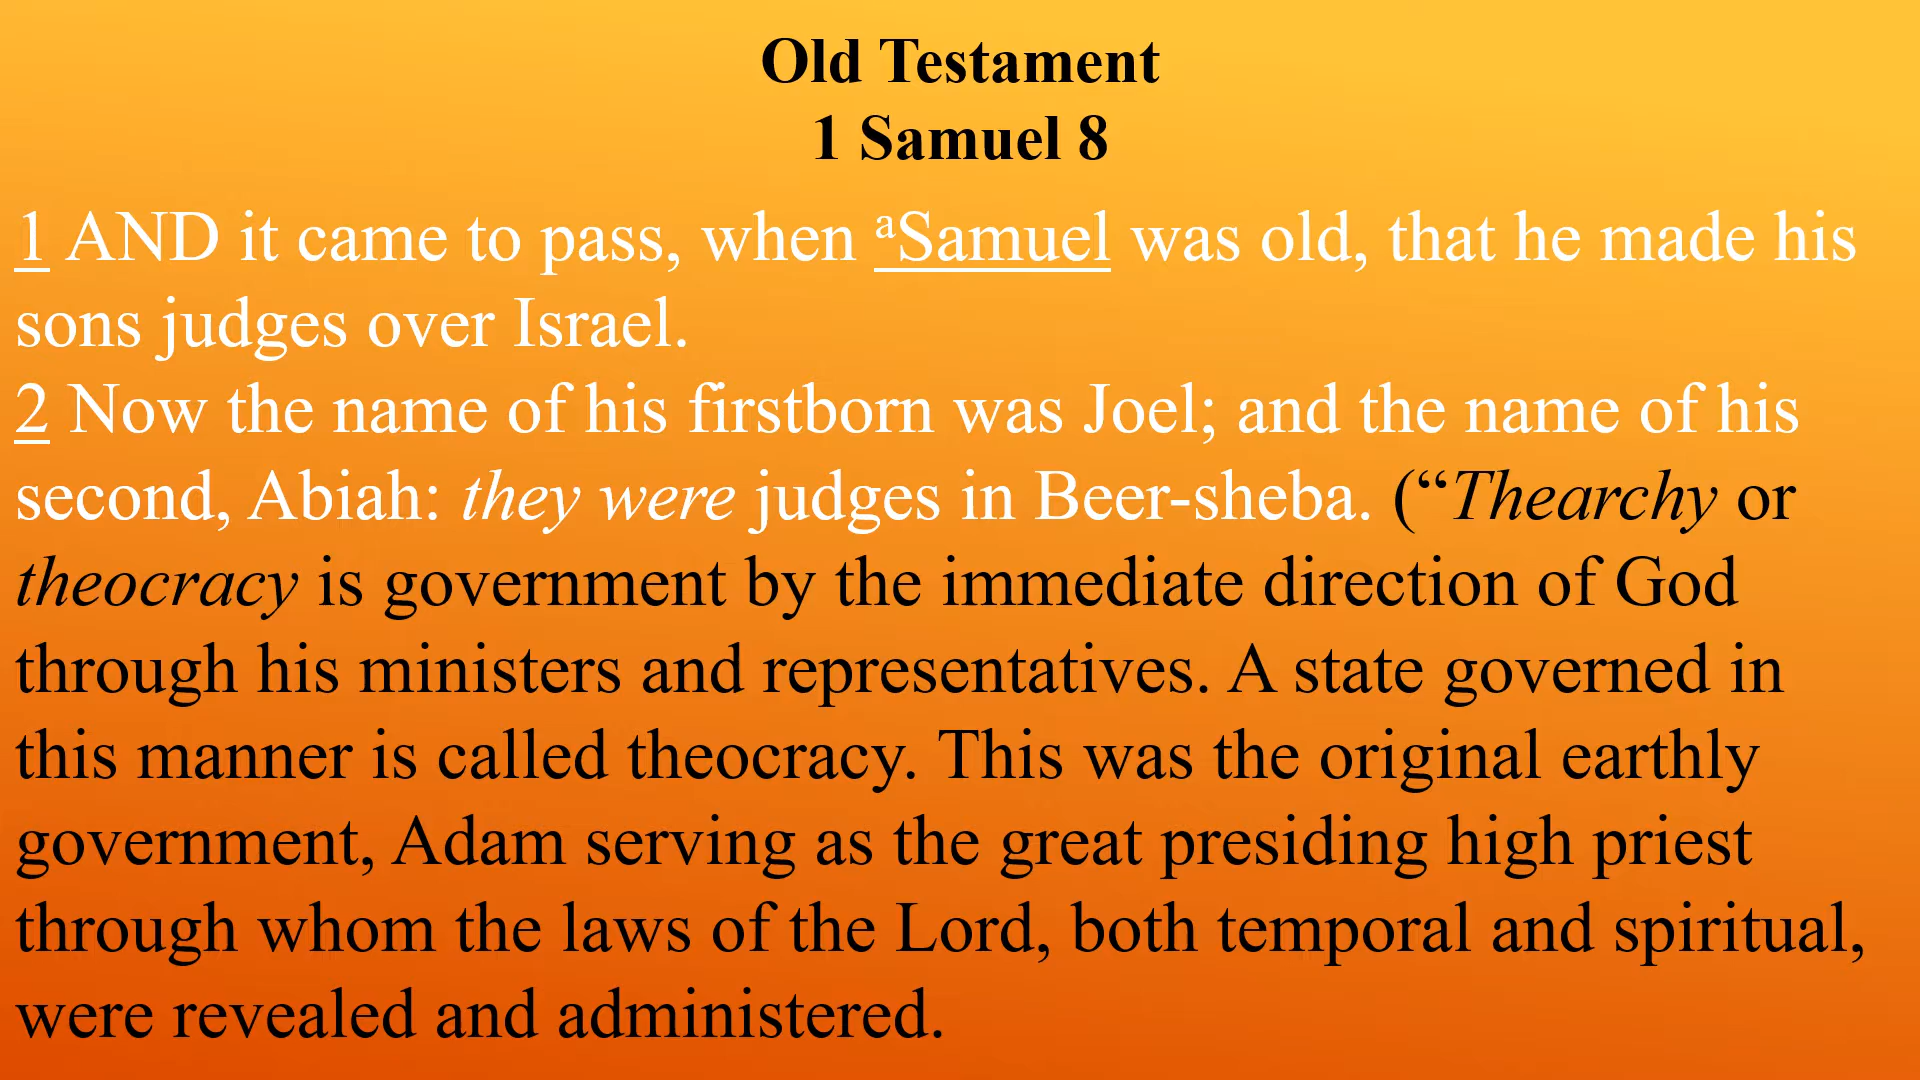 Old Testament
1 Samuel 8
1 AND it came to pass, when aSamuel was old, that he made his
sons judges over Israel.
2 Now the name of his firstborn was Joel; and the name of his
second, Abiah: they were judges in Beer-sheba. (“Thearchy or
theocracy is government by the immediate direction of God
through his ministers and representatives. A state governed in
this manner is called theocracy. This was the original earthly
government, Adam serving as the great presiding high priest
through whom the laws of the Lord, both temporal and spiritual,
were revealed and administered.